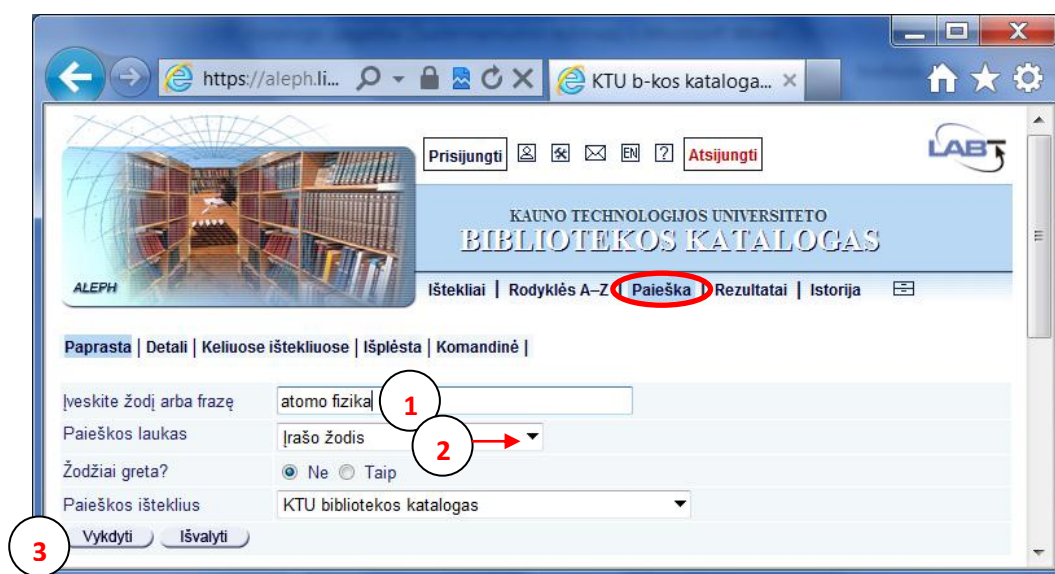 https://aleph.li... KTU b-kos kataloga...
Prisijungti EN ? Atsijungti
LABT
KAUNO TECHNOLOGIJOS UNIVERSITETO
BIBLIOTEKOS KATALOGAS
ALEPH
Ištekliai | Rodyklės A–Z | Paieška | Rezultatai | Istorija
Paprasta | Detali | Keliuose ištekliuose | Išplėsta | Komandinė |
Įveskite žodį arba frazę atomo fizika 1
Paieškos laukas Įrašo žodis 2
Žodžiai greta? Ne Taip
Paieškos išteklius KTU bibliotekos katalogas
3 Vykdyti Išvalyti